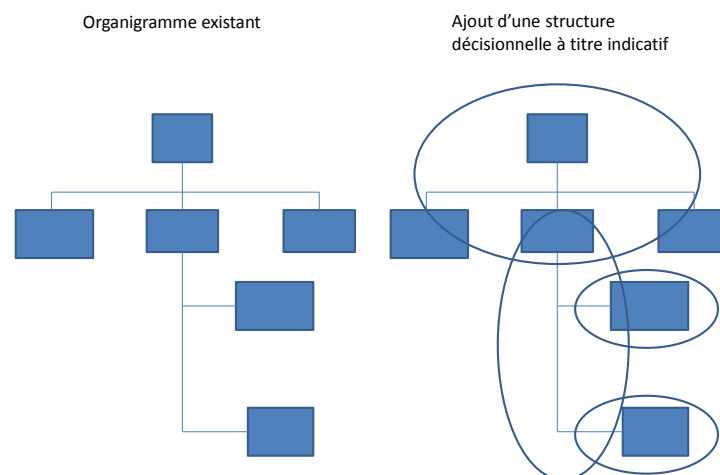 Organigramme existant
Ajout d’une structure
décisionnelle à titre indicatif